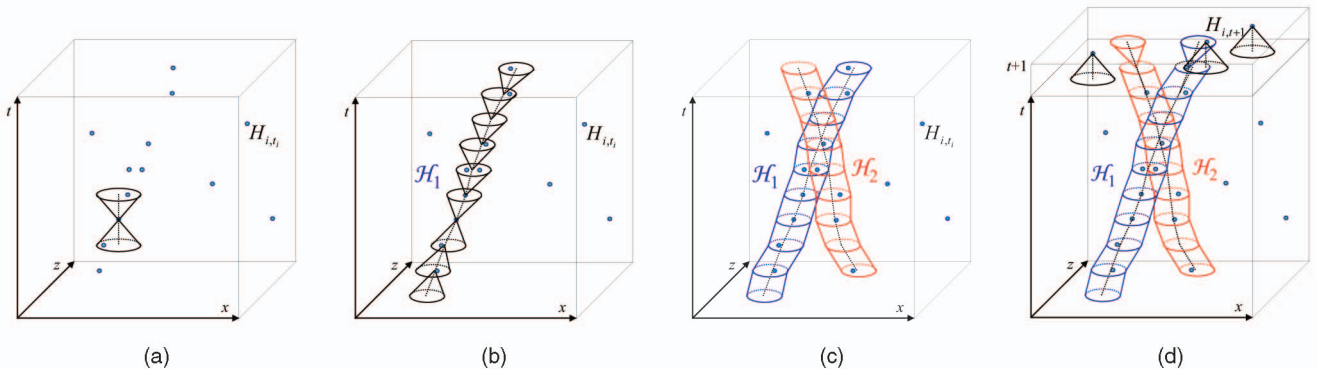 t
H_{i,t_i}
z
x
(a)
t
H_{i,t_i}
ℋ_1
z
x
(b)
t
H_{i,t_i}
ℋ_1
ℋ_2
z
x
(c)
H_{i,t+1}
t+1
t
ℋ_1
ℋ_2
z
x
(d)